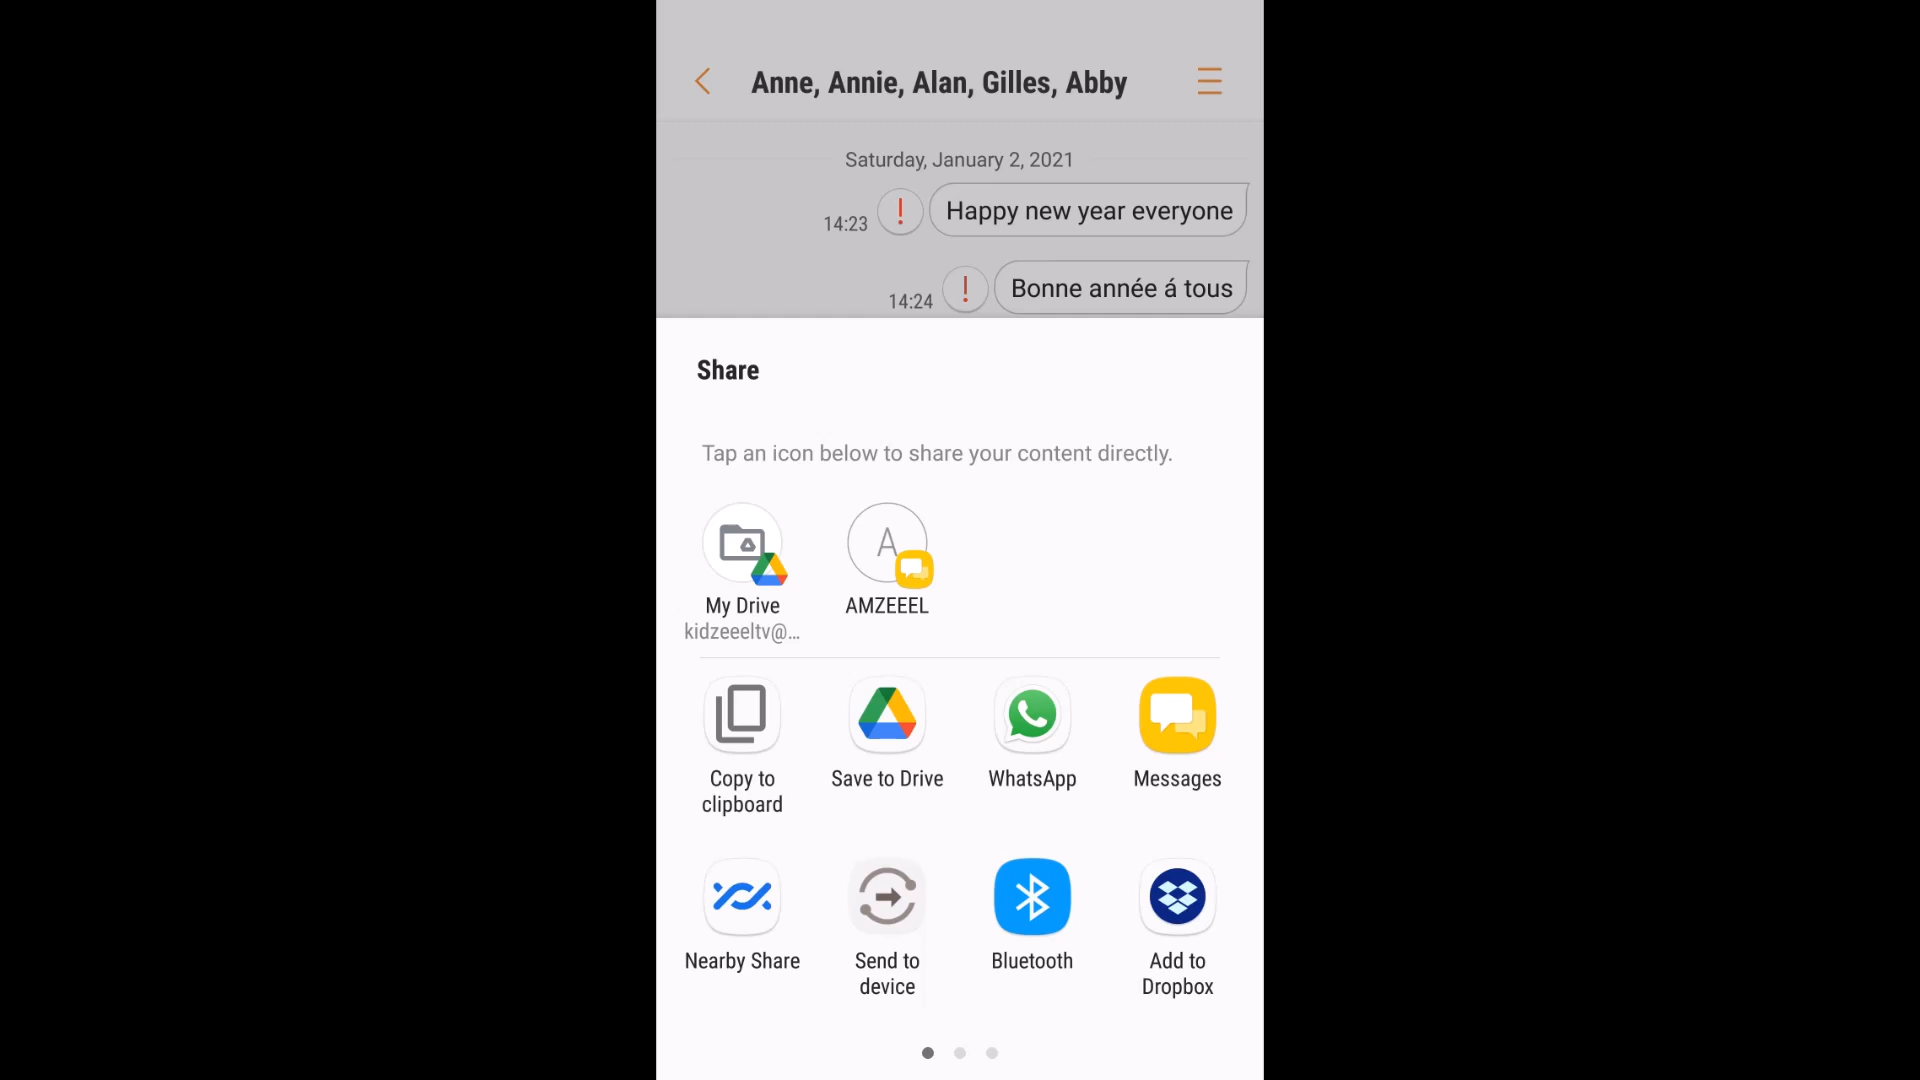 Anne, Annie, Alan, Gilles, Abby
Saturday, January 2, 2021
14:23 ! Happy new year everyone
14:24 ! Bonne année á tous
Share
Tap an icon below to share your content directly.
A
My Drive AMZEEEL
kidzeeeltv@...
Copy to clipboard
Save to Drive
WhatsApp
Messages
Nearby Share
Send to device
Bluetooth
Add to Dropbox